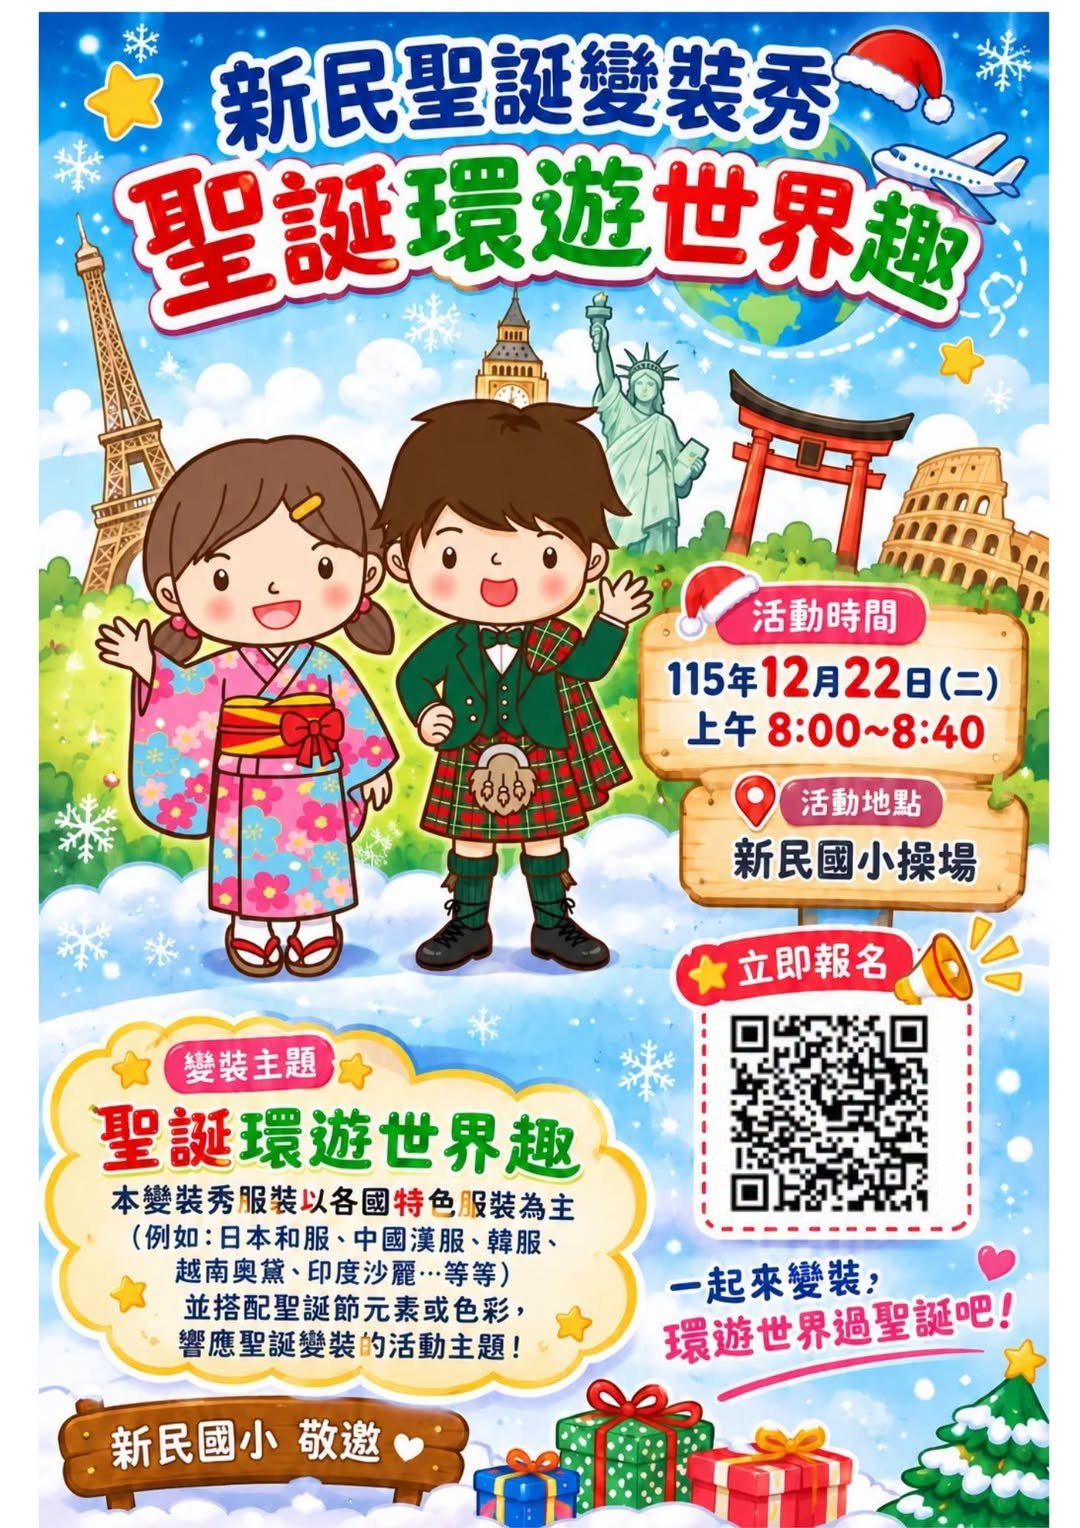 新民聖誕變裝秀
聖誕環遊世界趣
活動時間
115年12月22日(二)
上午 8:00~8:40
活動地點
新民國小操場
立即報名
變裝主題
聖誕環遊世界趣
本變裝秀服裝以各國特色服裝為主
(例如:日本和服、中國漢服、韓服、
越南奧黛、印度沙麗…等等)
並搭配聖誕節元素或色彩,
響應聖誕變裝的活動主題!
一起來變裝,
環遊世界過聖誕吧!
新民國小 敬邀